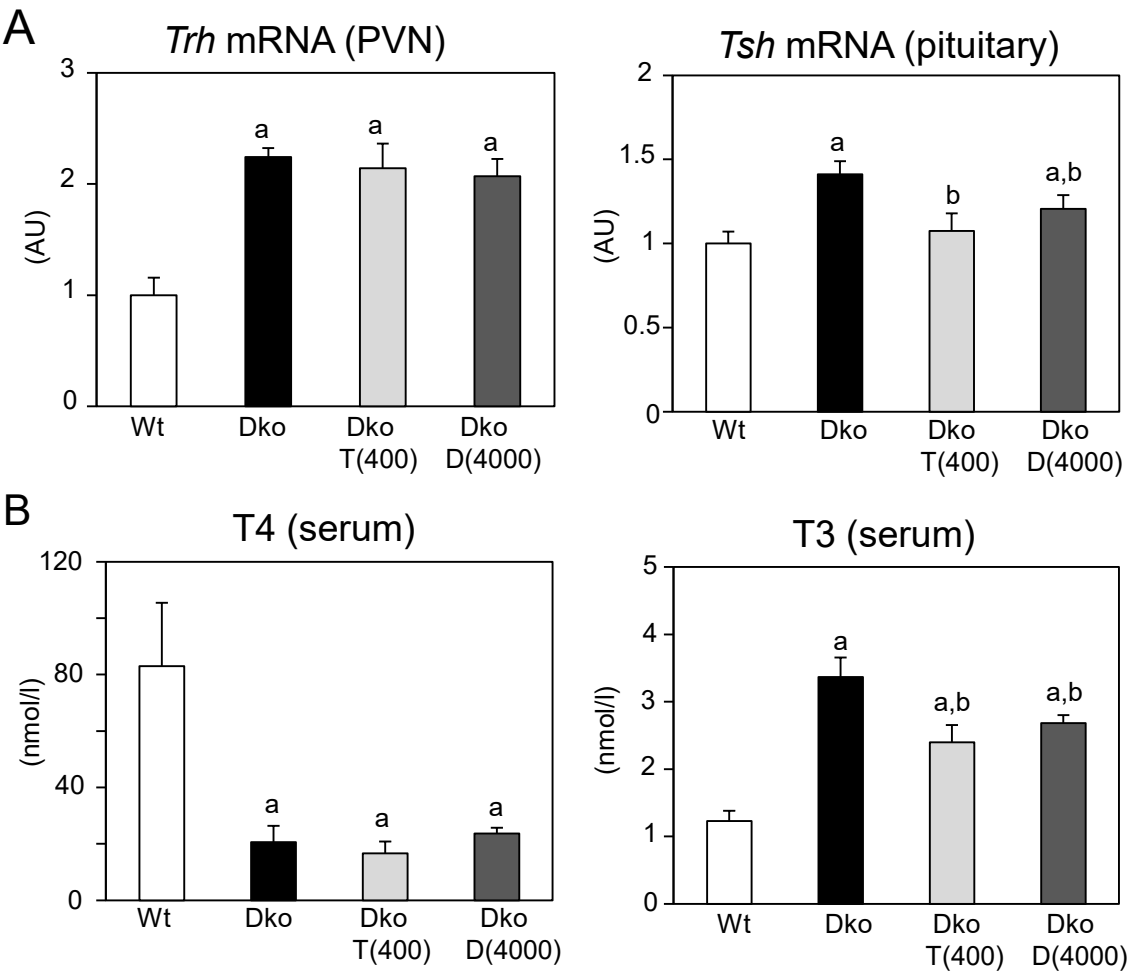 A
Trh mRNA (PVN)
3
2
1
0
(AU)
a
a
a
Wt
Dko
Dko
T(400)
Dko
D(4000)
Tsh mRNA (pituitary)
2
1.5
1
0.5
0
(AU)
a
b
a,b
Wt
Dko
Dko
T(400)
Dko
D(4000)
B
T4 (serum)
120
80
40
0
(nmol/l)
a
a
a
Wt
Dko
Dko
T(400)
Dko
D(4000)
T3 (serum)
5
4
3
2
1
0
(nmol/l)
a
a,b
a,b
Wt
Dko
Dko
T(400)
Dko
D(4000)